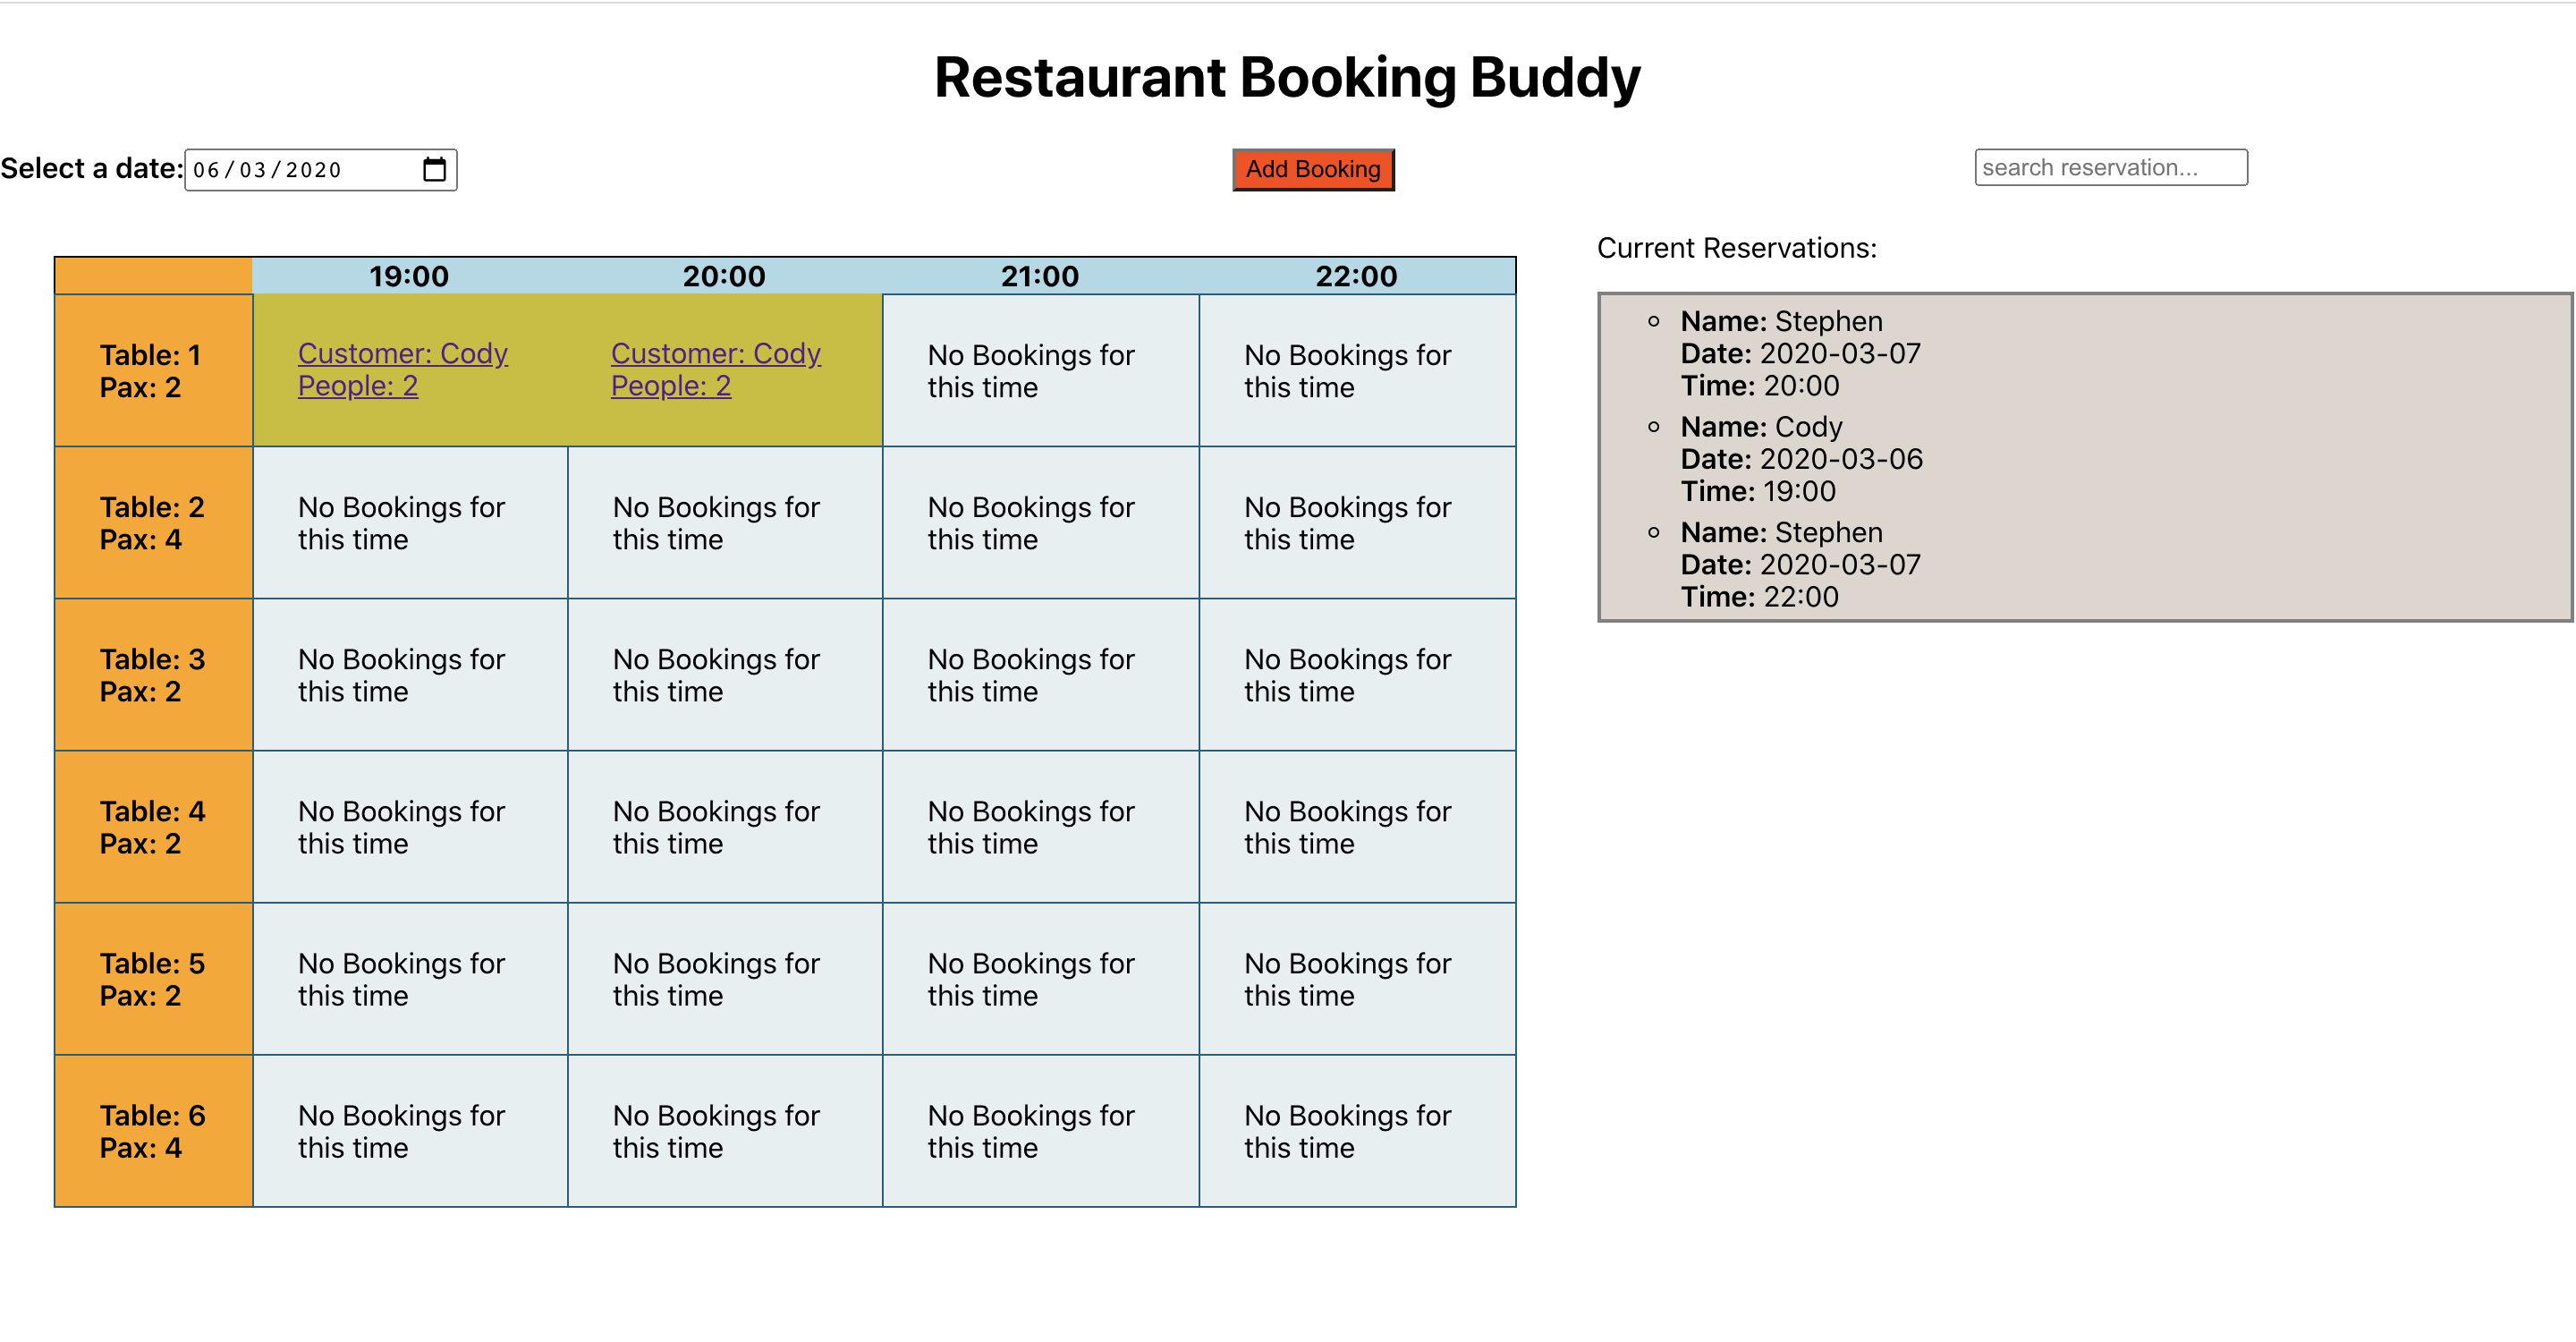 Restaurant Booking Buddy
Select a date: 06/03/2020
Add Booking
search reservation...
19:00 20:00 21:00 22:00
Table: 1
Pax: 2
Customer: Cody
People: 2
Customer: Cody
People: 2
No Bookings for
this time
No Bookings for
this time
Table: 2
Pax: 4
No Bookings for
this time
No Bookings for
this time
No Bookings for
this time
No Bookings for
this time
Table: 3
Pax: 2
No Bookings for
this time
No Bookings for
this time
No Bookings for
this time
No Bookings for
this time
Table: 4
Pax: 2
No Bookings for
this time
No Bookings for
this time
No Bookings for
this time
No Bookings for
this time
Table: 5
Pax: 2
No Bookings for
this time
No Bookings for
this time
No Bookings for
this time
No Bookings for
this time
Table: 6
Pax: 4
No Bookings for
this time
No Bookings for
this time
No Bookings for
this time
No Bookings for
this time
Current Reservations:
Name: Stephen
Date: 2020-03-07
Time: 20:00
Name: Cody
Date: 2020-03-06
Time: 19:00
Name: Stephen
Date: 2020-03-07
Time: 22:00